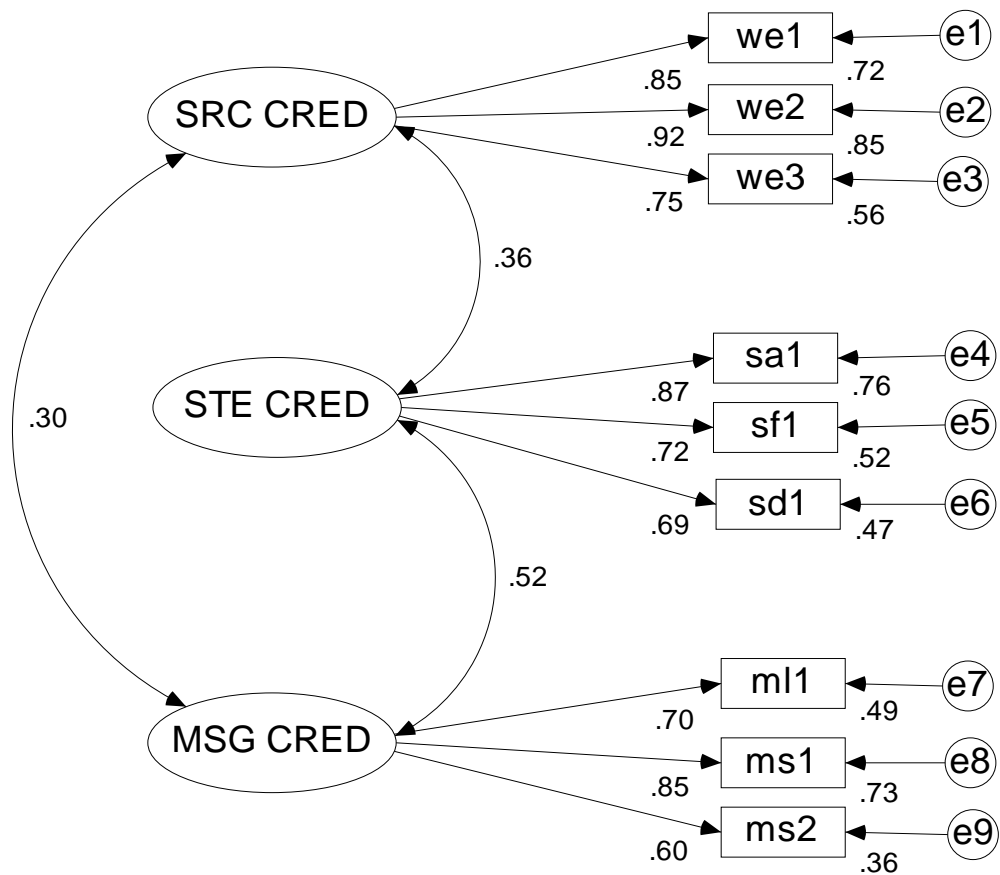 we1
e1
.85
.72
SRC CRED
we2
e2
.92
.85
we3
e3
.75
.56
.36
sa1
e4
.87
.76
STE CRED
sf1
e5
.30
.72
.52
sd1
e6
.69
.47
.52
ml1
e7
.70
.49
MSG CRED
ms1
e8
.85
.73
ms2
e9
.60
.36